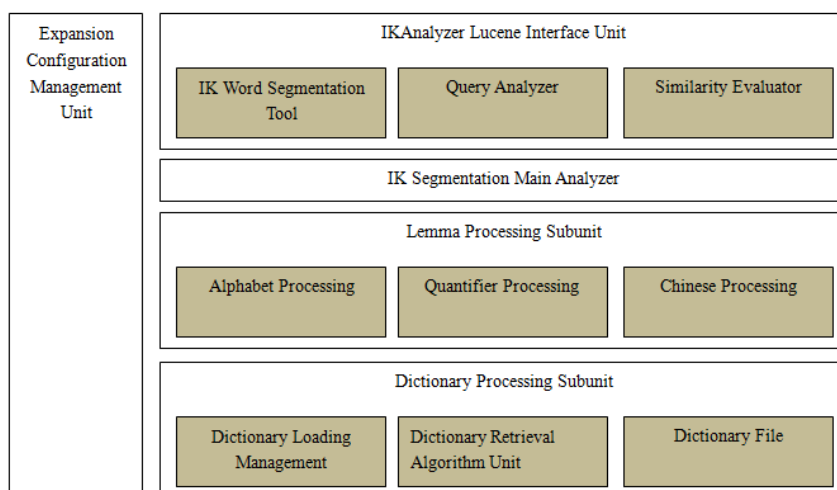 Expansion
Configuration
Management
Unit
IKAnalyzer Lucene Interface Unit
IK Word Segmentation
Tool
Query Analyzer
Similarity Evaluator
IK Segmentation Main Analyzer
Lemma Processing Subunit
Alphabet Processing
Quantifier Processing
Chinese Processing
Dictionary Processing Subunit
Dictionary Loading
Management
Dictionary Retrieval
Algorithm Unit
Dictionary File